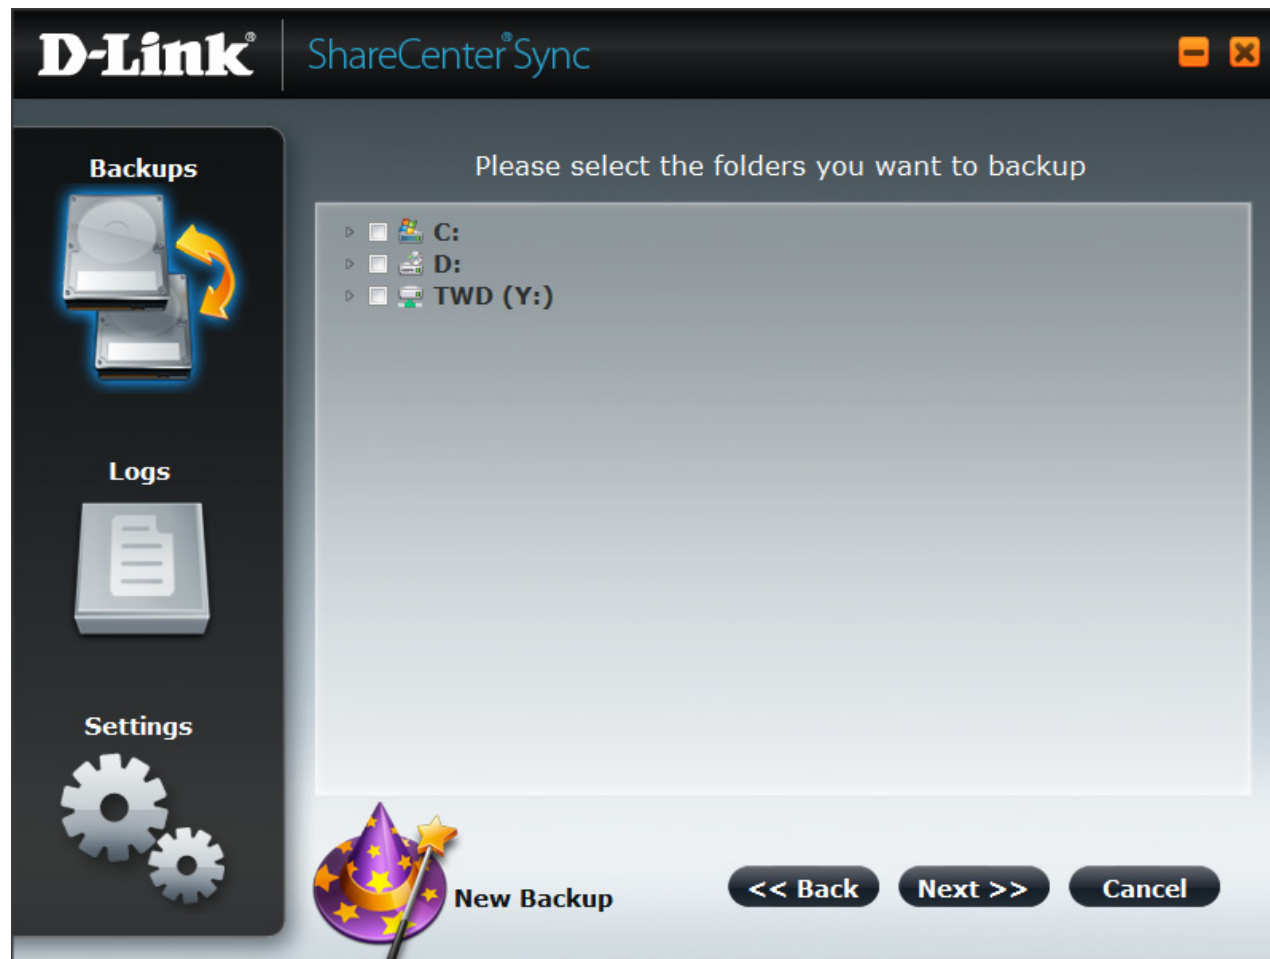 D-Link®
ShareCenter® Sync
Backups
Please select the folders you want to backup
C:
D:
TWD (Y:)
Logs
Settings
New Backup
<< Back
Next >>
Cancel